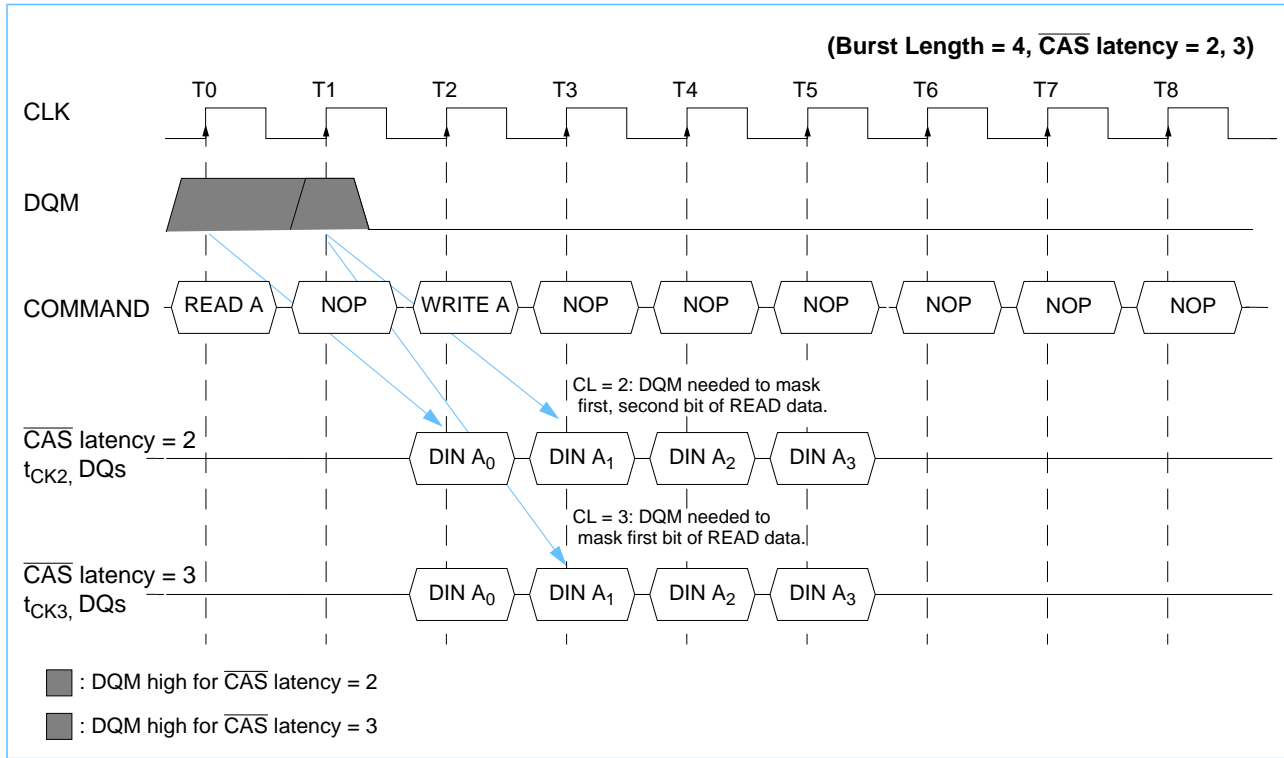 (Burst Length = 4, CAS latency = 2, 3)
T0 T1 T2 T3 T4 T5 T6 T7 T8
CLK
DQM
COMMAND READ A NOP WRITE A NOP NOP NOP NOP NOP NOP
CL = 2: DQM needed to mask
first, second bit of READ data.
CAS latency = 2
tCK2, DQs
DIN A0 DIN A1 DIN A2 DIN A3
CL = 3: DQM needed to
mask first bit of READ data.
CAS latency = 3
tCK3, DQs
DIN A0 DIN A1 DIN A2 DIN A3
: DQM high for CAS latency = 2
: DQM high for CAS latency = 3